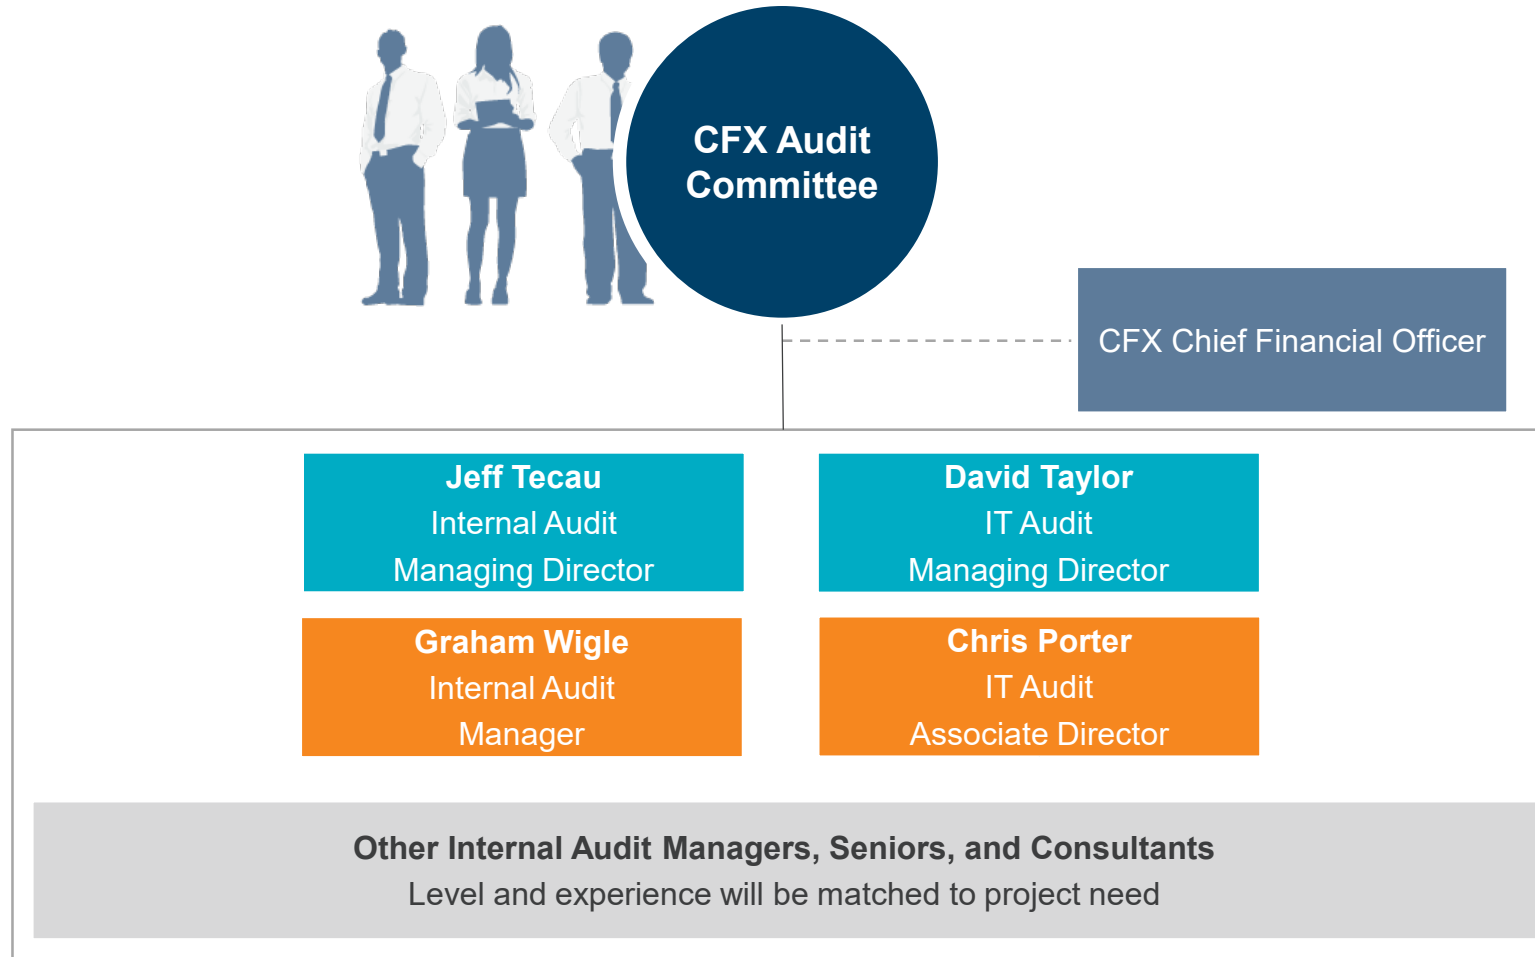 CFX Audit
Committee
CFX Chief Financial Officer
Jeff Tecau
Internal Audit
Managing Director
David Taylor
IT Audit
Managing Director
Graham Wigle
Internal Audit
Manager
Chris Porter
IT Audit
Associate Director
Other Internal Audit Managers, Seniors, and Consultants
Level and experience will be matched to project need